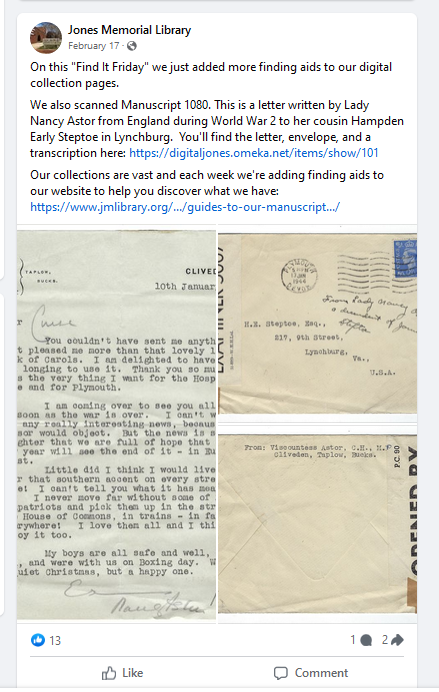 Jones Memorial Library
February 17 ·
On this "Find It Friday" we just added more finding aids to our digital
collection pages.
We also scanned Manuscript 1080. This is a letter written by Lady
Nancy Astor from England during World War 2 to her cousin Hampden
Early Steptoe in Lynchburg. You'll find the letter, envelope, and a
transcription here: https://digitaljones.omeka.net/items/show/101
Our collections are vast and each week we're adding finding aids to
our website to help you discover what we have:
https://www.jmlibrary.org/.../guides-to-our-manuscript.../
TAPLOW,
BUCKS.
CLIVE
10th Januar
You couldn't have sent me anyth
t pleased me more than that lovely l
k of Carols. I am delighted to have
longing to use it. Thank you so mu
s the very thing I want for the Hosp
e and for Plymouth.
I am coming over to see you all
soon as the war is over. I can't w
any really interesting news, becaus
sor would object. But the news is s
ghter that we are full of hope that
year will see the end of it - in Eu
st.
Little did I think I would live
r that southern accent on every stre
e! I can't tell you what it has mea
I never move far without some of
patriots and pick them up in the str
House of Commons, in trains - in fa
rywhere! I love them all and I thi
oy it too.
My boys are all safe and well,
, and were with us on Boxing day. W
uiet Christmas, but a happy one.
PLYMOUTH
1944
DEVON
From Lady Nancy
a descendent of
Steptoe
H.E. Steptoe, Esq.,
217, 9th Street,
Lynchburg,
Va.,
U.S.A.
From: Viscountess Astor, C.H., M.P
Cliveden, Taplow, Bucks.
P.C. 90
OPENED BY
13
1
2
Like
Comment